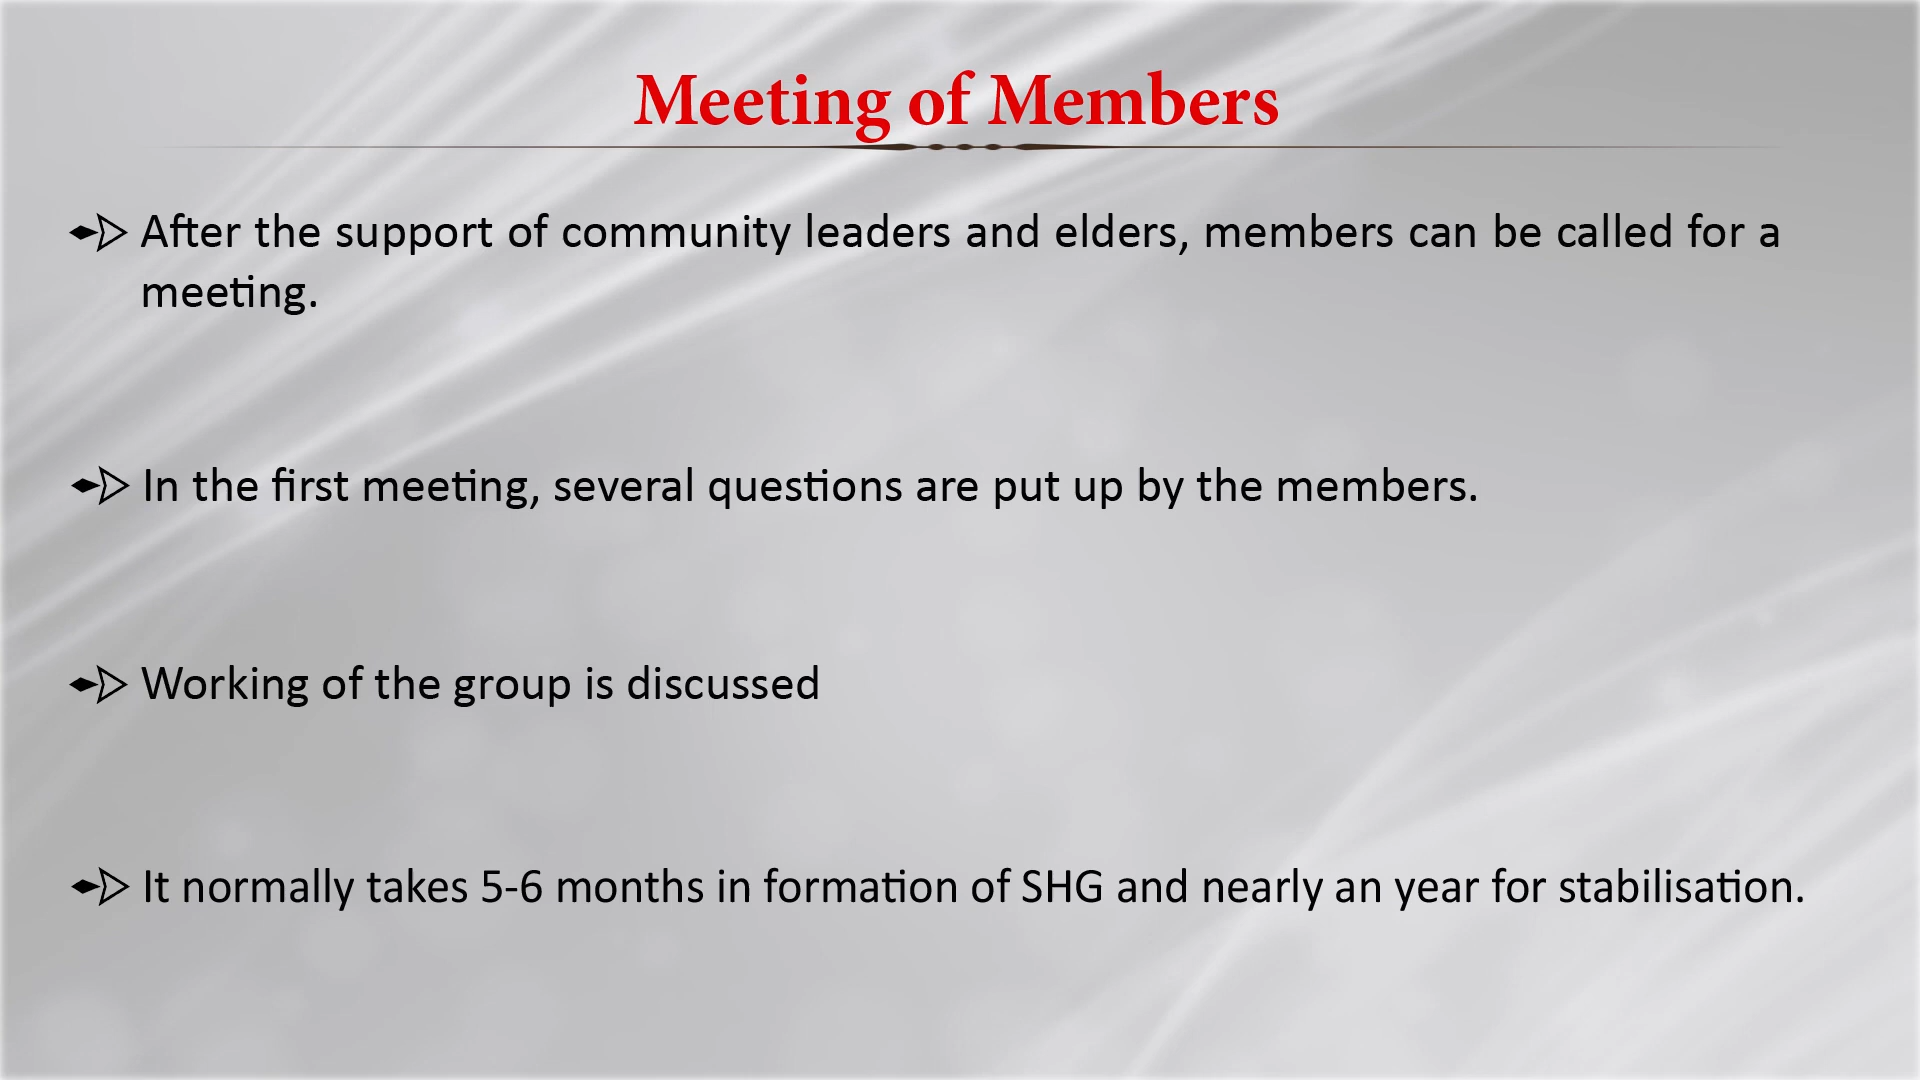 Meeting of Members
After the support of community leaders and elders, members can be called for a
meeting.
In the first meeting, several questions are put up by the members.
Working of the group is discussed
It normally takes 5-6 months in formation of SHG and nearly an year for stabilisation.